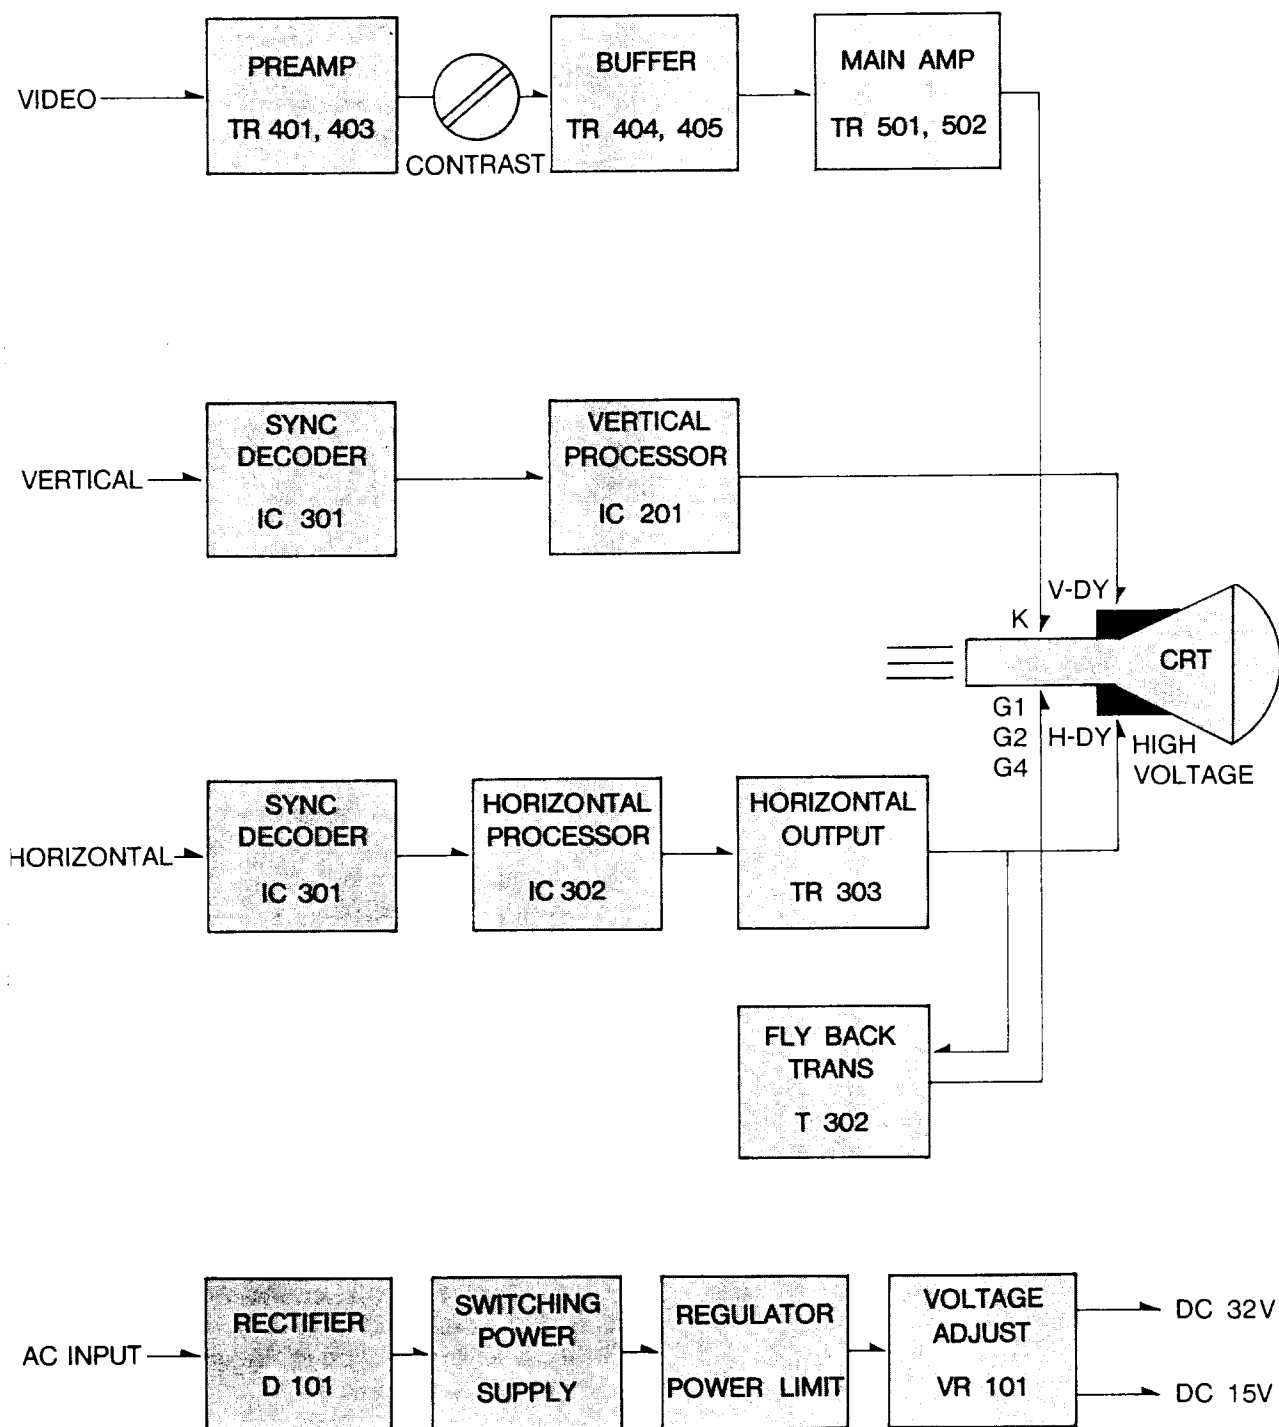 VIDEO
PREAMP
TR 401, 403
CONTRAST
BUFFER
TR 404, 405
MAIN AMP
TR 501, 502
VERTICAL
SYNC
DECODER
IC 301
VERTICAL
PROCESSOR
IC 201
V-DY
K
CRT
G1
G2
G4
H-DY
HIGH
VOLTAGE
HORIZONTAL
SYNC
DECODER
IC 301
HORIZONTAL
PROCESSOR
IC 302
HORIZONTAL
OUTPUT
TR 303
FLY BACK
TRANS
T 302
AC INPUT
RECTIFIER
D 101
SWITCHING
POWER
SUPPLY
REGULATOR
POWER LIMIT
VOLTAGE
ADJUST
VR 101
DC 32V
DC 15V